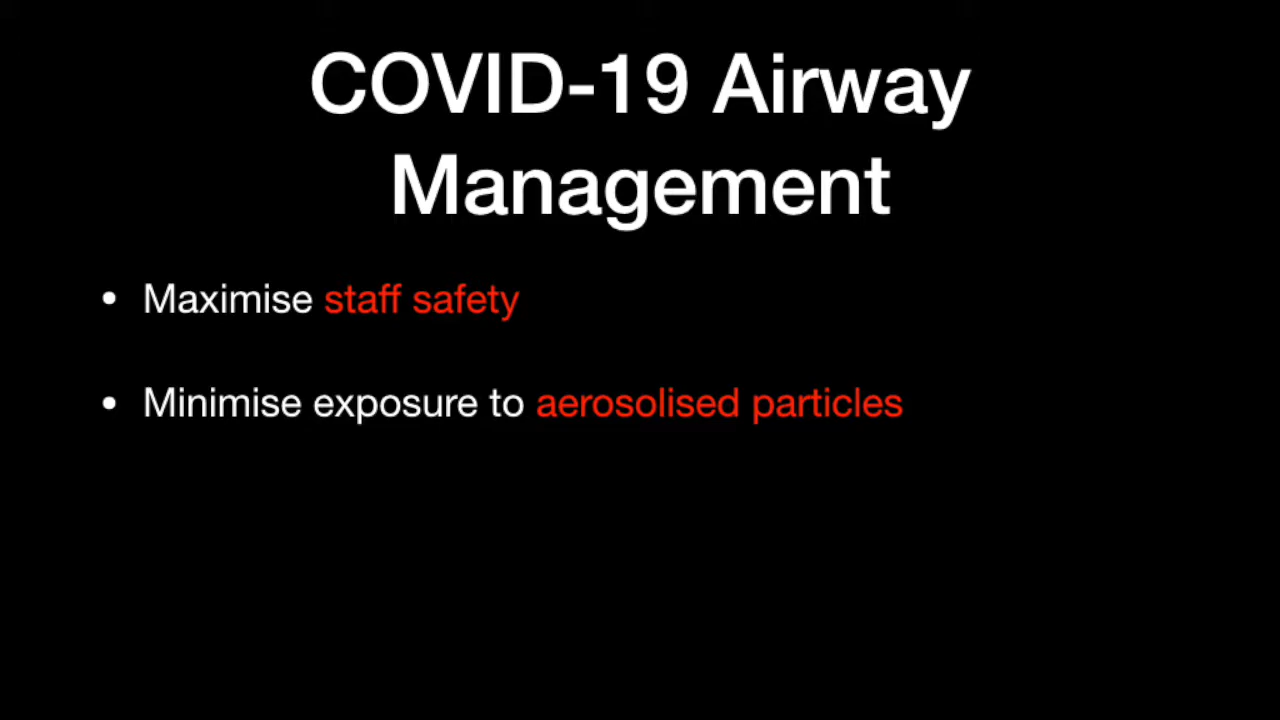 COVID-19 Airway
Management
• Maximise staff safety
• Minimise exposure to aerosolised particles